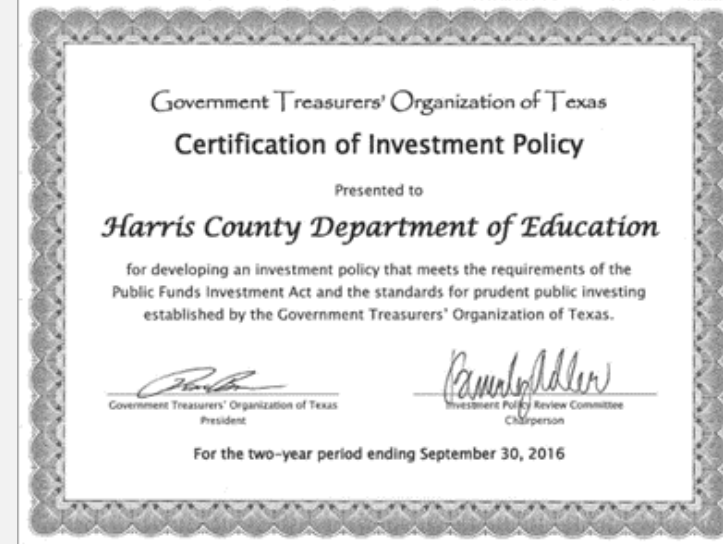 Government Treasurers' Organization of Texas
Certification of Investment Policy
Presented to
Harris County Department of Education
for developing an investment policy that meets the requirements of the
Public Funds Investment Act and the standards for prudent public investing
established by the Government Treasurers' Organization of Texas.
Beverly Adler
Government Treasurers' Organization of Texas
President
Investment Policy Review Committee
Chairperson
For the two-year period ending September 30, 2016